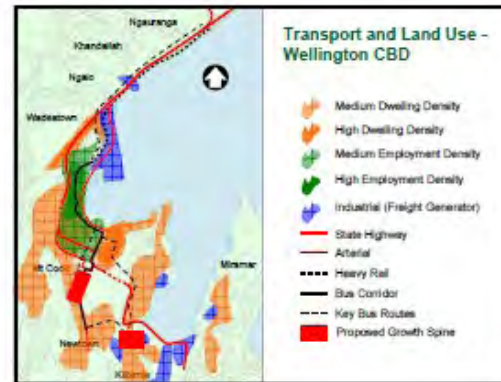 Ngauranga
Khandallah
Ngaio
Wadestown
Miramar
Newtown
Kilbirnie
Transport and Land Use -
Wellington CBD
Medium Dwelling Density
High Dwelling Density
Medium Employment Density
High Employment Density
Industrial (Freight Generator)
State Highway
Arterial
Heavy Rail
Bus Corridor
Key Bus Routes
Proposed Growth Spine